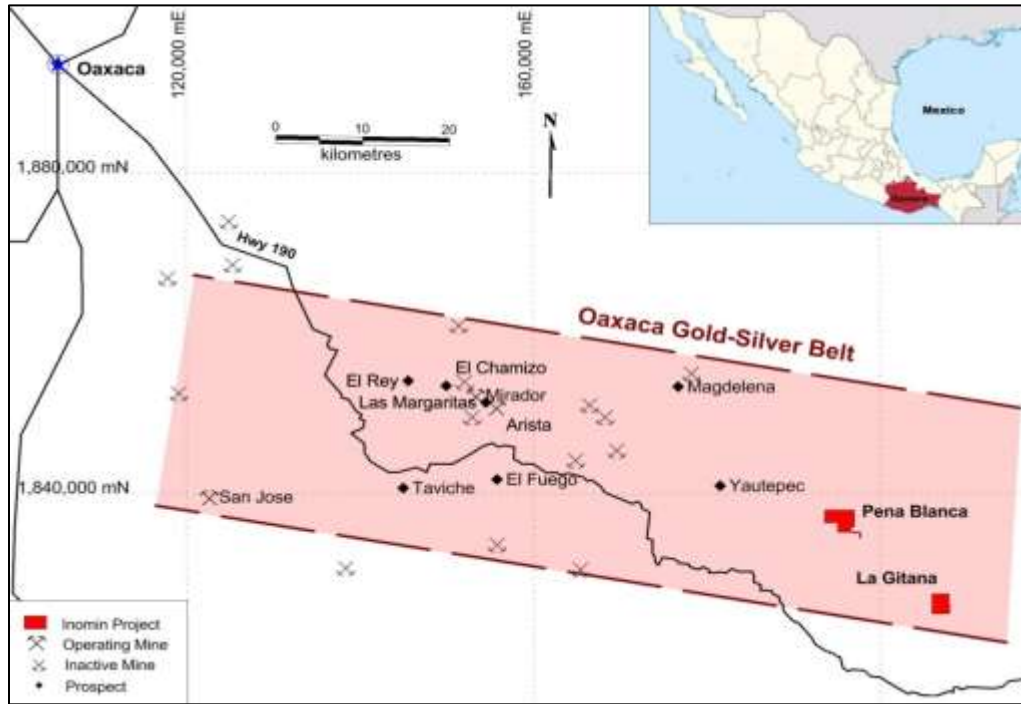 Oaxaca
120,000 mE
160,000 mE
0 10 20
kilometres
N
Mexico
1,880,000 mN
Hwy 190
Oaxaca Gold-Silver Belt
El Chamizo
El Rey
Mirador
Las Margaritas
Magdelena
Arista
1,840,000 mN
San Jose
Taviche
El Fuego
Yautepec
Pena Blanca
La Gitana
Inomin Project
Operating Mine
Inactive Mine
Prospect